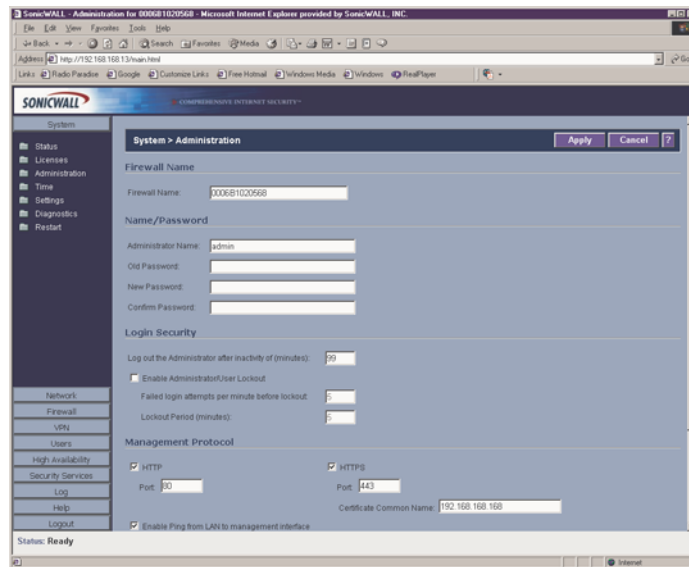 SonicWALL - Administration for 0006B1020568 - Microsoft Internet Explorer provided by SonicWALL, INC.
File Edit View Favorites Tools Help
Back Search Favorites Media
Address http://192.168.168.13/main.html Go
Links Radio Paradise Google Customize Links Free Hotmail Windows Media Windows RealPlayer
SONICWALL COMPREHENSIVE INTERNET SECURITY™
System
Status
Licenses
Administration
Time
Settings
Diagnostics
Restart
Network
Firewall
VPN
Users
High Availability
Security Services
Log
Help
Logout
System > Administration Apply Cancel ?
Firewall Name
Firewall Name: 0006B1020568
Name/Password
Administrator Name: admin
Old Password:
New Password:
Confirm Password:
Login Security
Log out the Administrator after inactivity of (minutes): 99
Enable Administrator/User Lockout
Failed login attempts per minute before lockout 5
Lockout Period (minutes): 5
Management Protocol
HTTP HTTPS
Port 80 Port 443
Certificate Common Name: 192.168.168.168
Enable Ping from LAN to management interface
Status: Ready
Internet